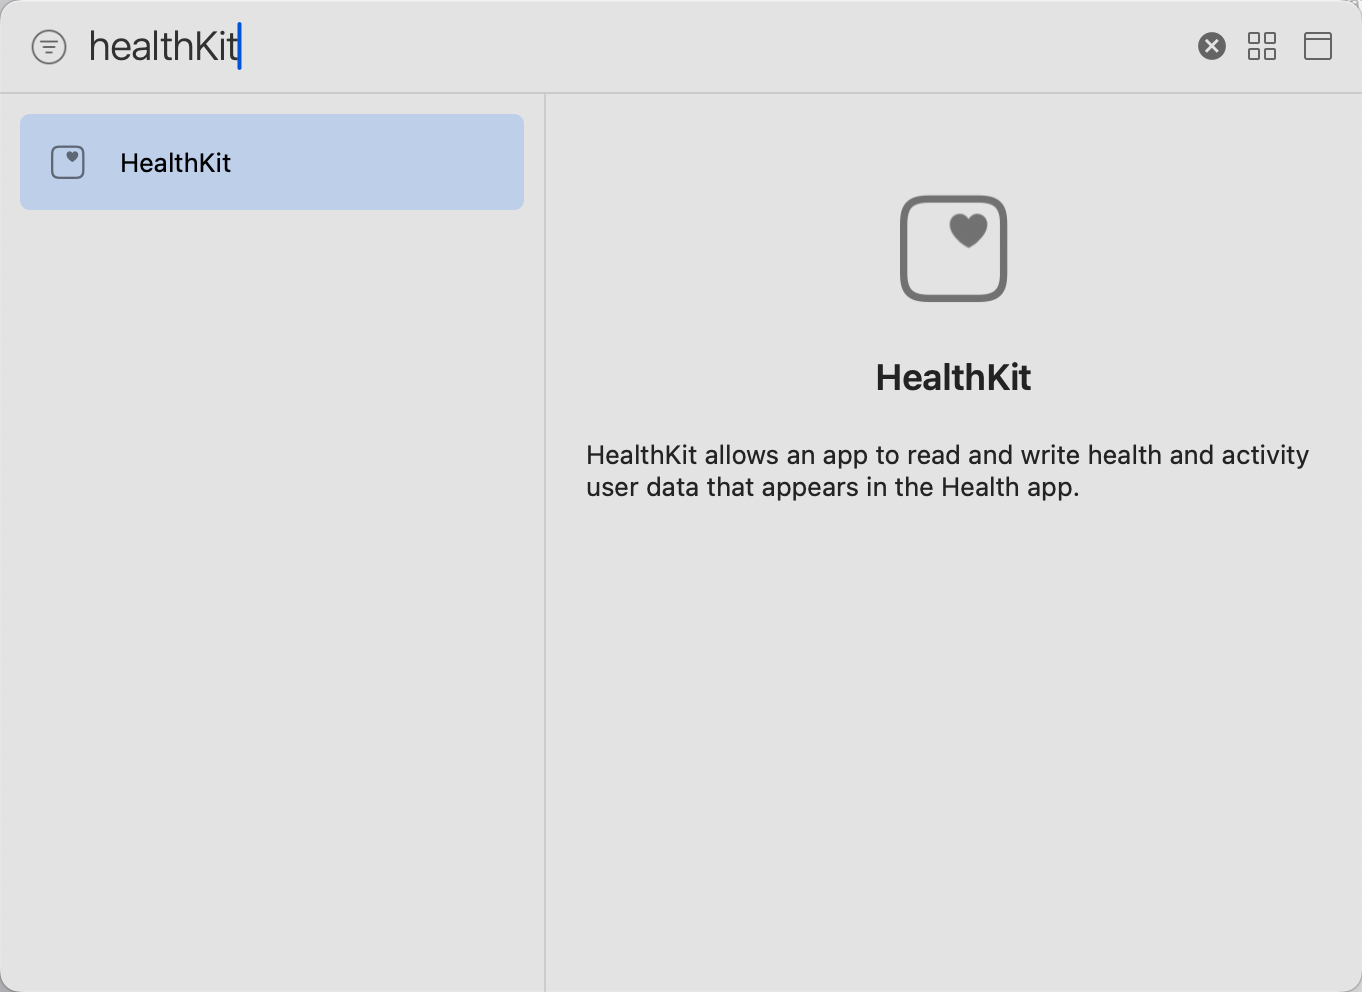 healthKit
HealthKit
HealthKit
HealthKit allows an app to read and write health and activity
user data that appears in the Health app.